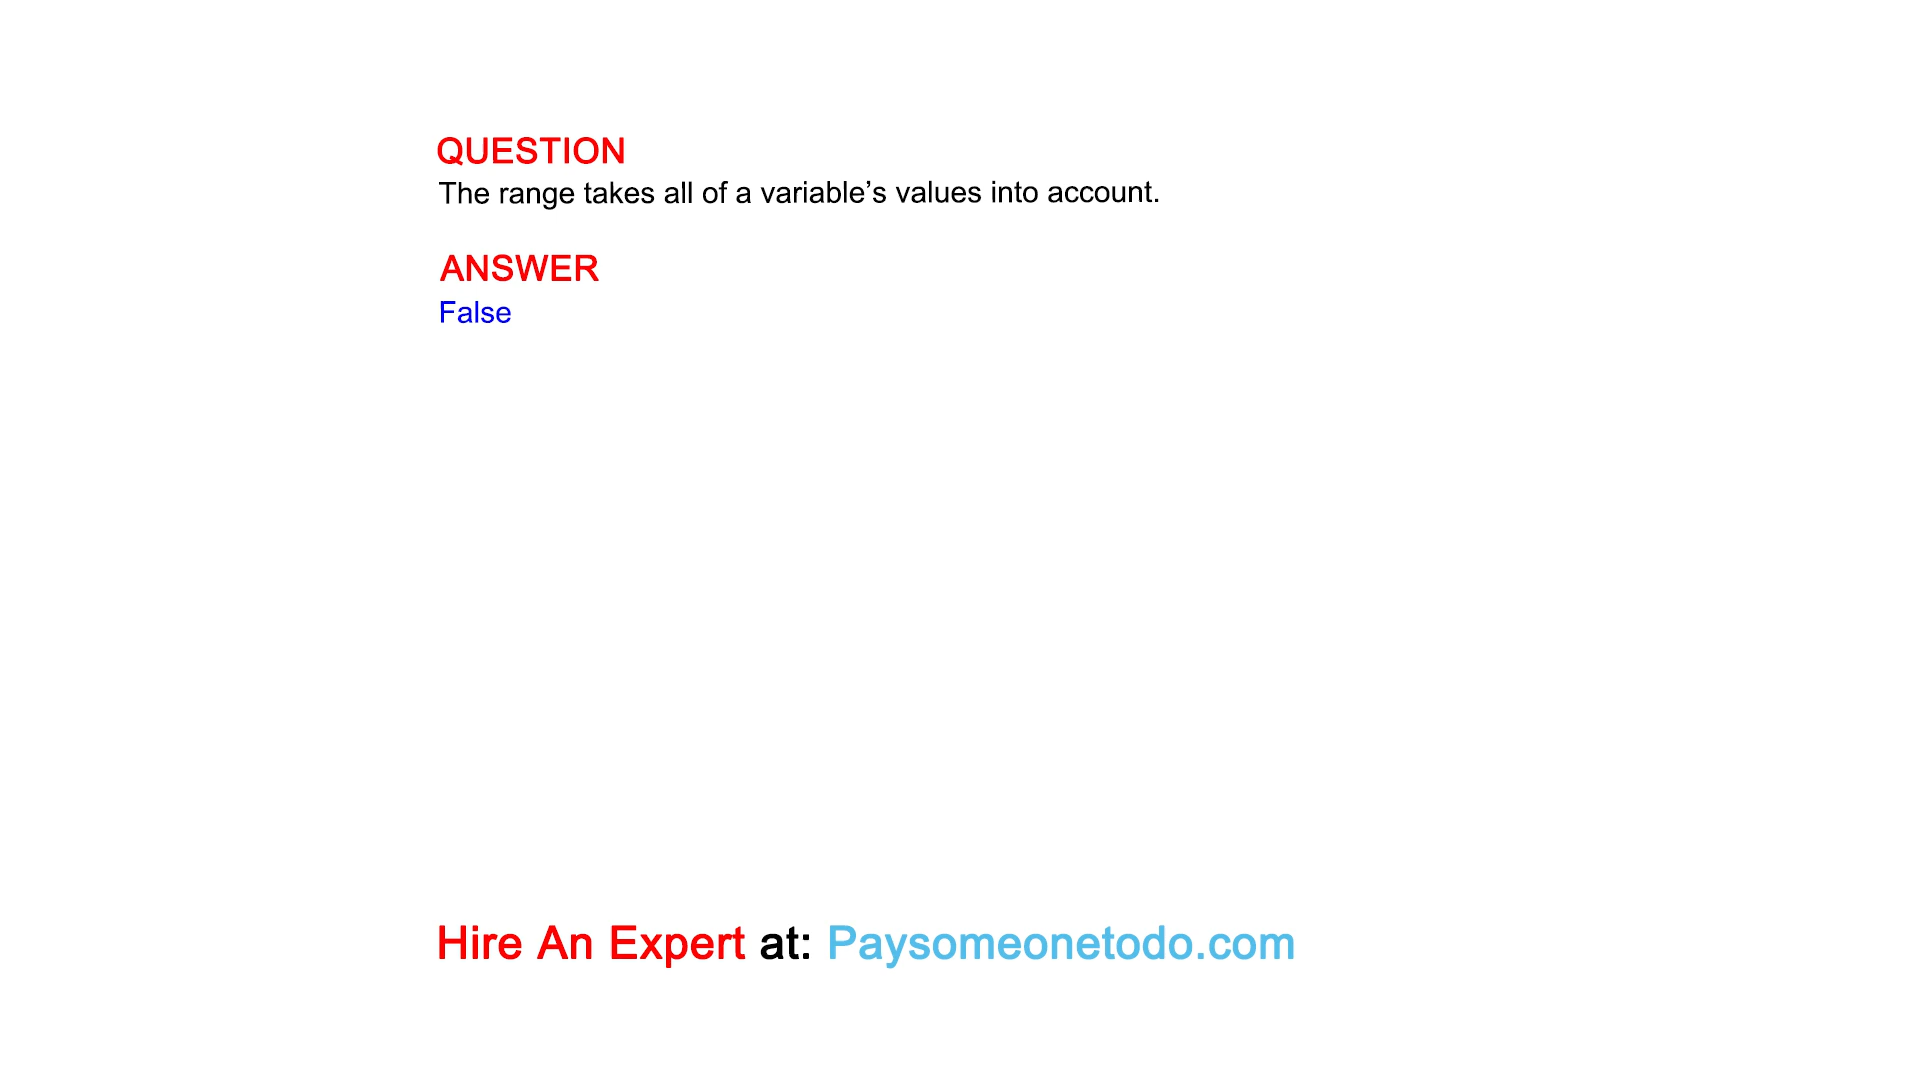 QUESTION
The range takes all of a variable’s values into account.
ANSWER
False
Hire An Expert at: Paysomeonetodo.com